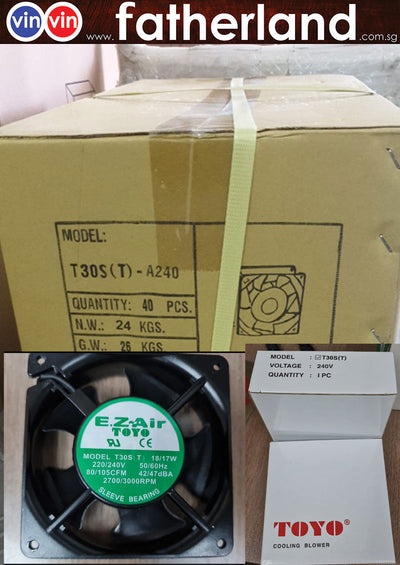 vin vin
www. fatherland .com.sg
MODEL:
T30S(T)-A240
QUANTITY: 40 PCS.
N.W.: 24 KGS.
G.W.: 26 KGS.
E.Z-Air
TOYO
MODEL T30S(T) 18/17W
220/240V 50/60Hz
80/105CFM 42/47dBA
2700/3000RPM
SLEEVE BEARING
MODEL : ☑T30S(T)
VOLTAGE : 240V
QUANTITY : I PC
TOYO®
COOLING BLOWER